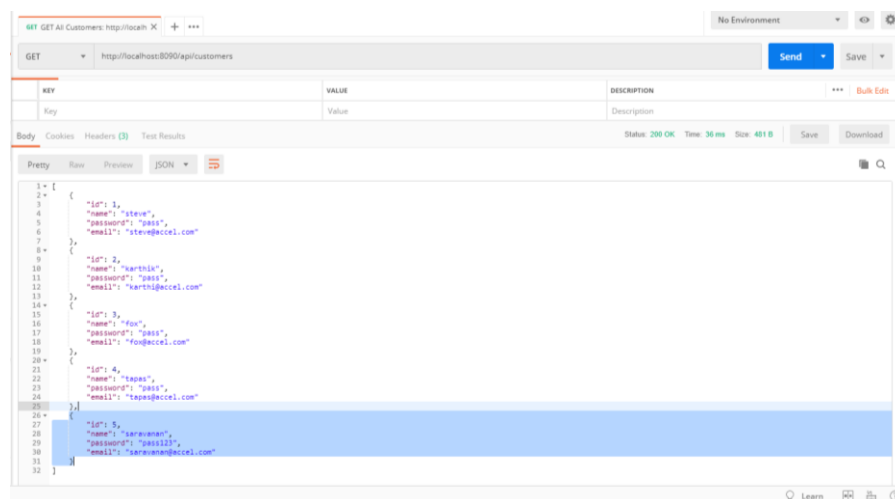 GET GET All Customers: http://localh × + •••
No Environment
GET http://localhost:8090/api/customers Send Save
KEY VALUE DESCRIPTION ••• Bulk Edit
Key Value Description
Body Cookies Headers (3) Test Results Status: 200 OK Time: 36 ms Size: 481 B Save Download
Pretty Raw Preview JSON
1 [
2 {
3 "id": 1,
4 "name": "steve",
5 "password": "pass",
6 "email": "steve@accel.com"
7 },
8 {
9 "id": 2,
10 "name": "karthik",
11 "password": "pass",
12 "email": "karthi@accel.com"
13 },
14 {
15 "id": 3,
16 "name": "fox",
17 "password": "pass",
18 "email": "fox@accel.com"
19 },
20 {
21 "id": 4,
22 "name": "tapas",
23 "password": "pass",
24 "email": "tapas@accel.com"
25 },
26 {
27 "id": 5,
28 "name": "saravanan",
29 "password": "pass123",
30 "email": "saravanan@accel.com"
31 }
32 ]
Learn